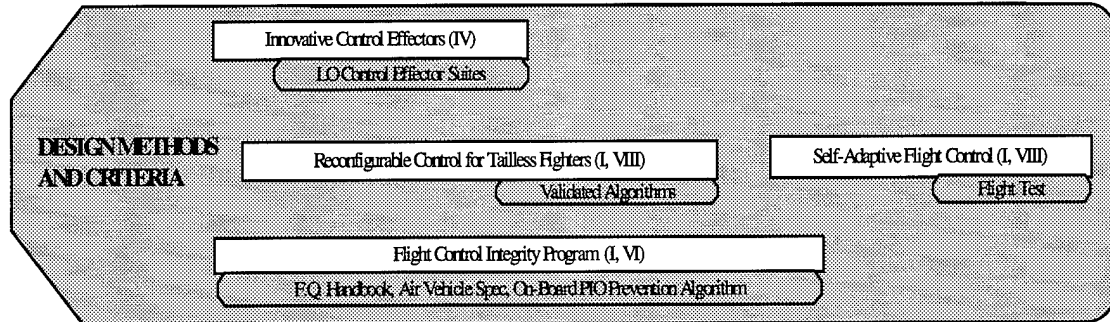 Innovative Control Effectors (IV)
LO Control Effector Suites
DESIGN METHODS
AND CRITERIA
Reconfigurable Control for Tailless Fighters (I, VIII)
Validated Algorithms
Self-Adaptive Flight Control (I, VIII)
Flight Test
Flight Control Integrity Program (I, VI)
F.Q. Handbook, Air Vehicle Spec, On-Board PIO Prevention Algorithm